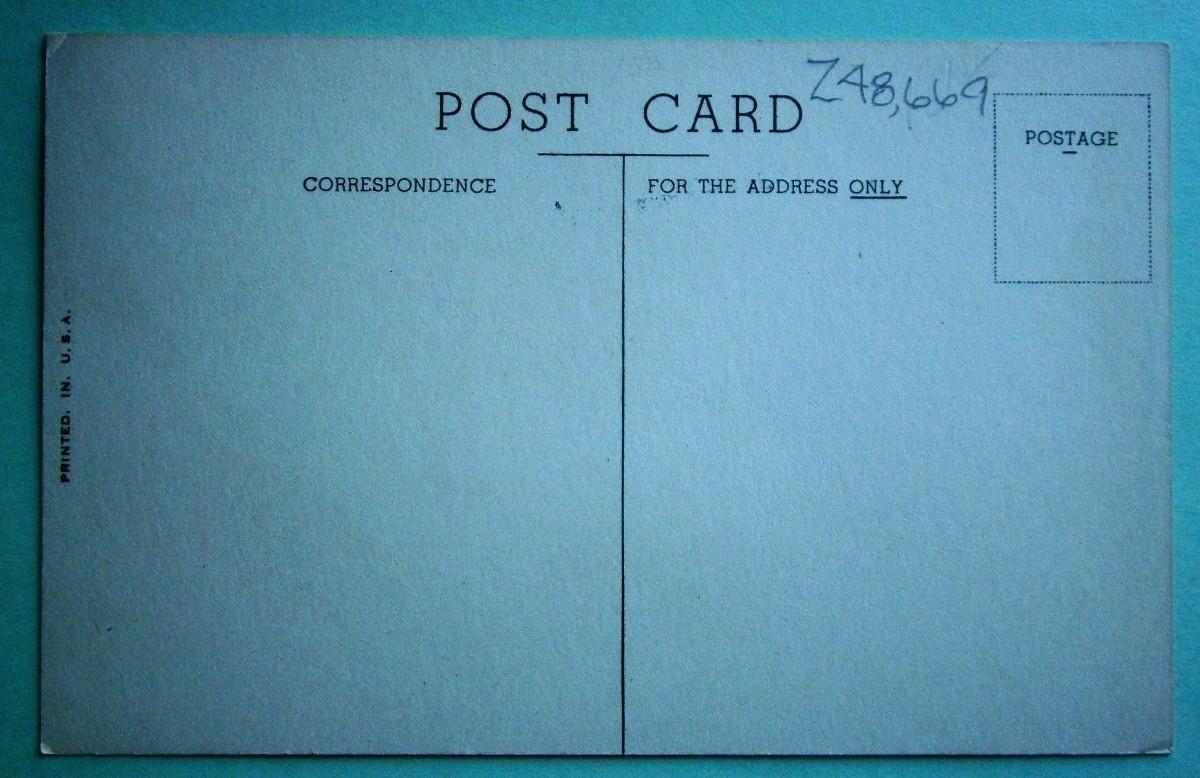 POST CARD
Z48,669
POSTAGE
CORRESPONDENCE
FOR THE ADDRESS ONLY
PRINTED. IN. U.S.A.